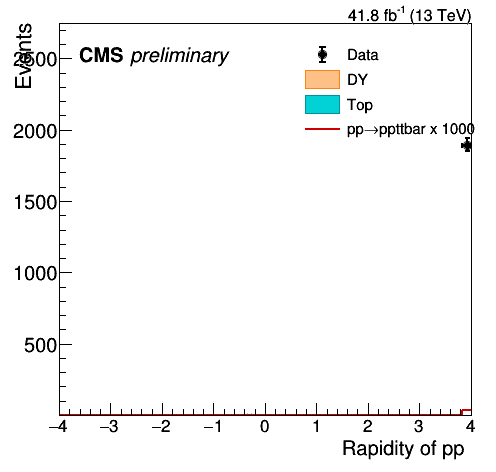 41.8 fb⁻¹ (13 TeV)
Events
CMS preliminary
Data
DY
Top
pp→ppttbar x 1000
2500
2000
1500
1000
500
−4 −3 −2 −1 0 1 2 3 4
Rapidity of pp